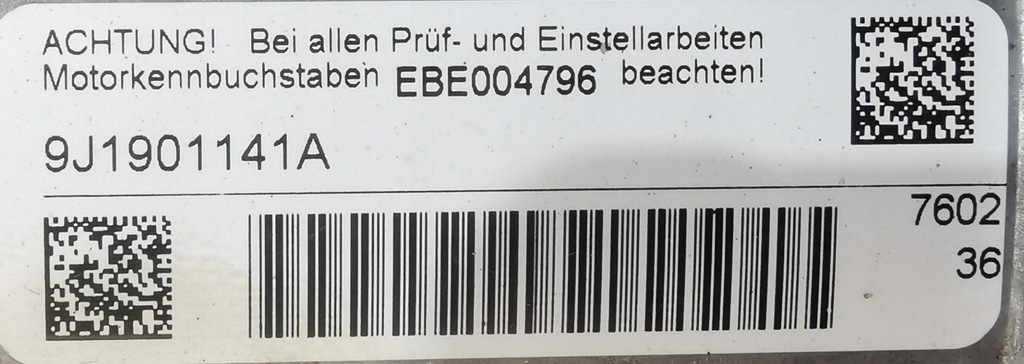 ACHTUNG! Bei allen Prüf- und Einstellarbeiten
Motorkennbuchstaben EBE004796 beachten!
9J1901141A
7602
36